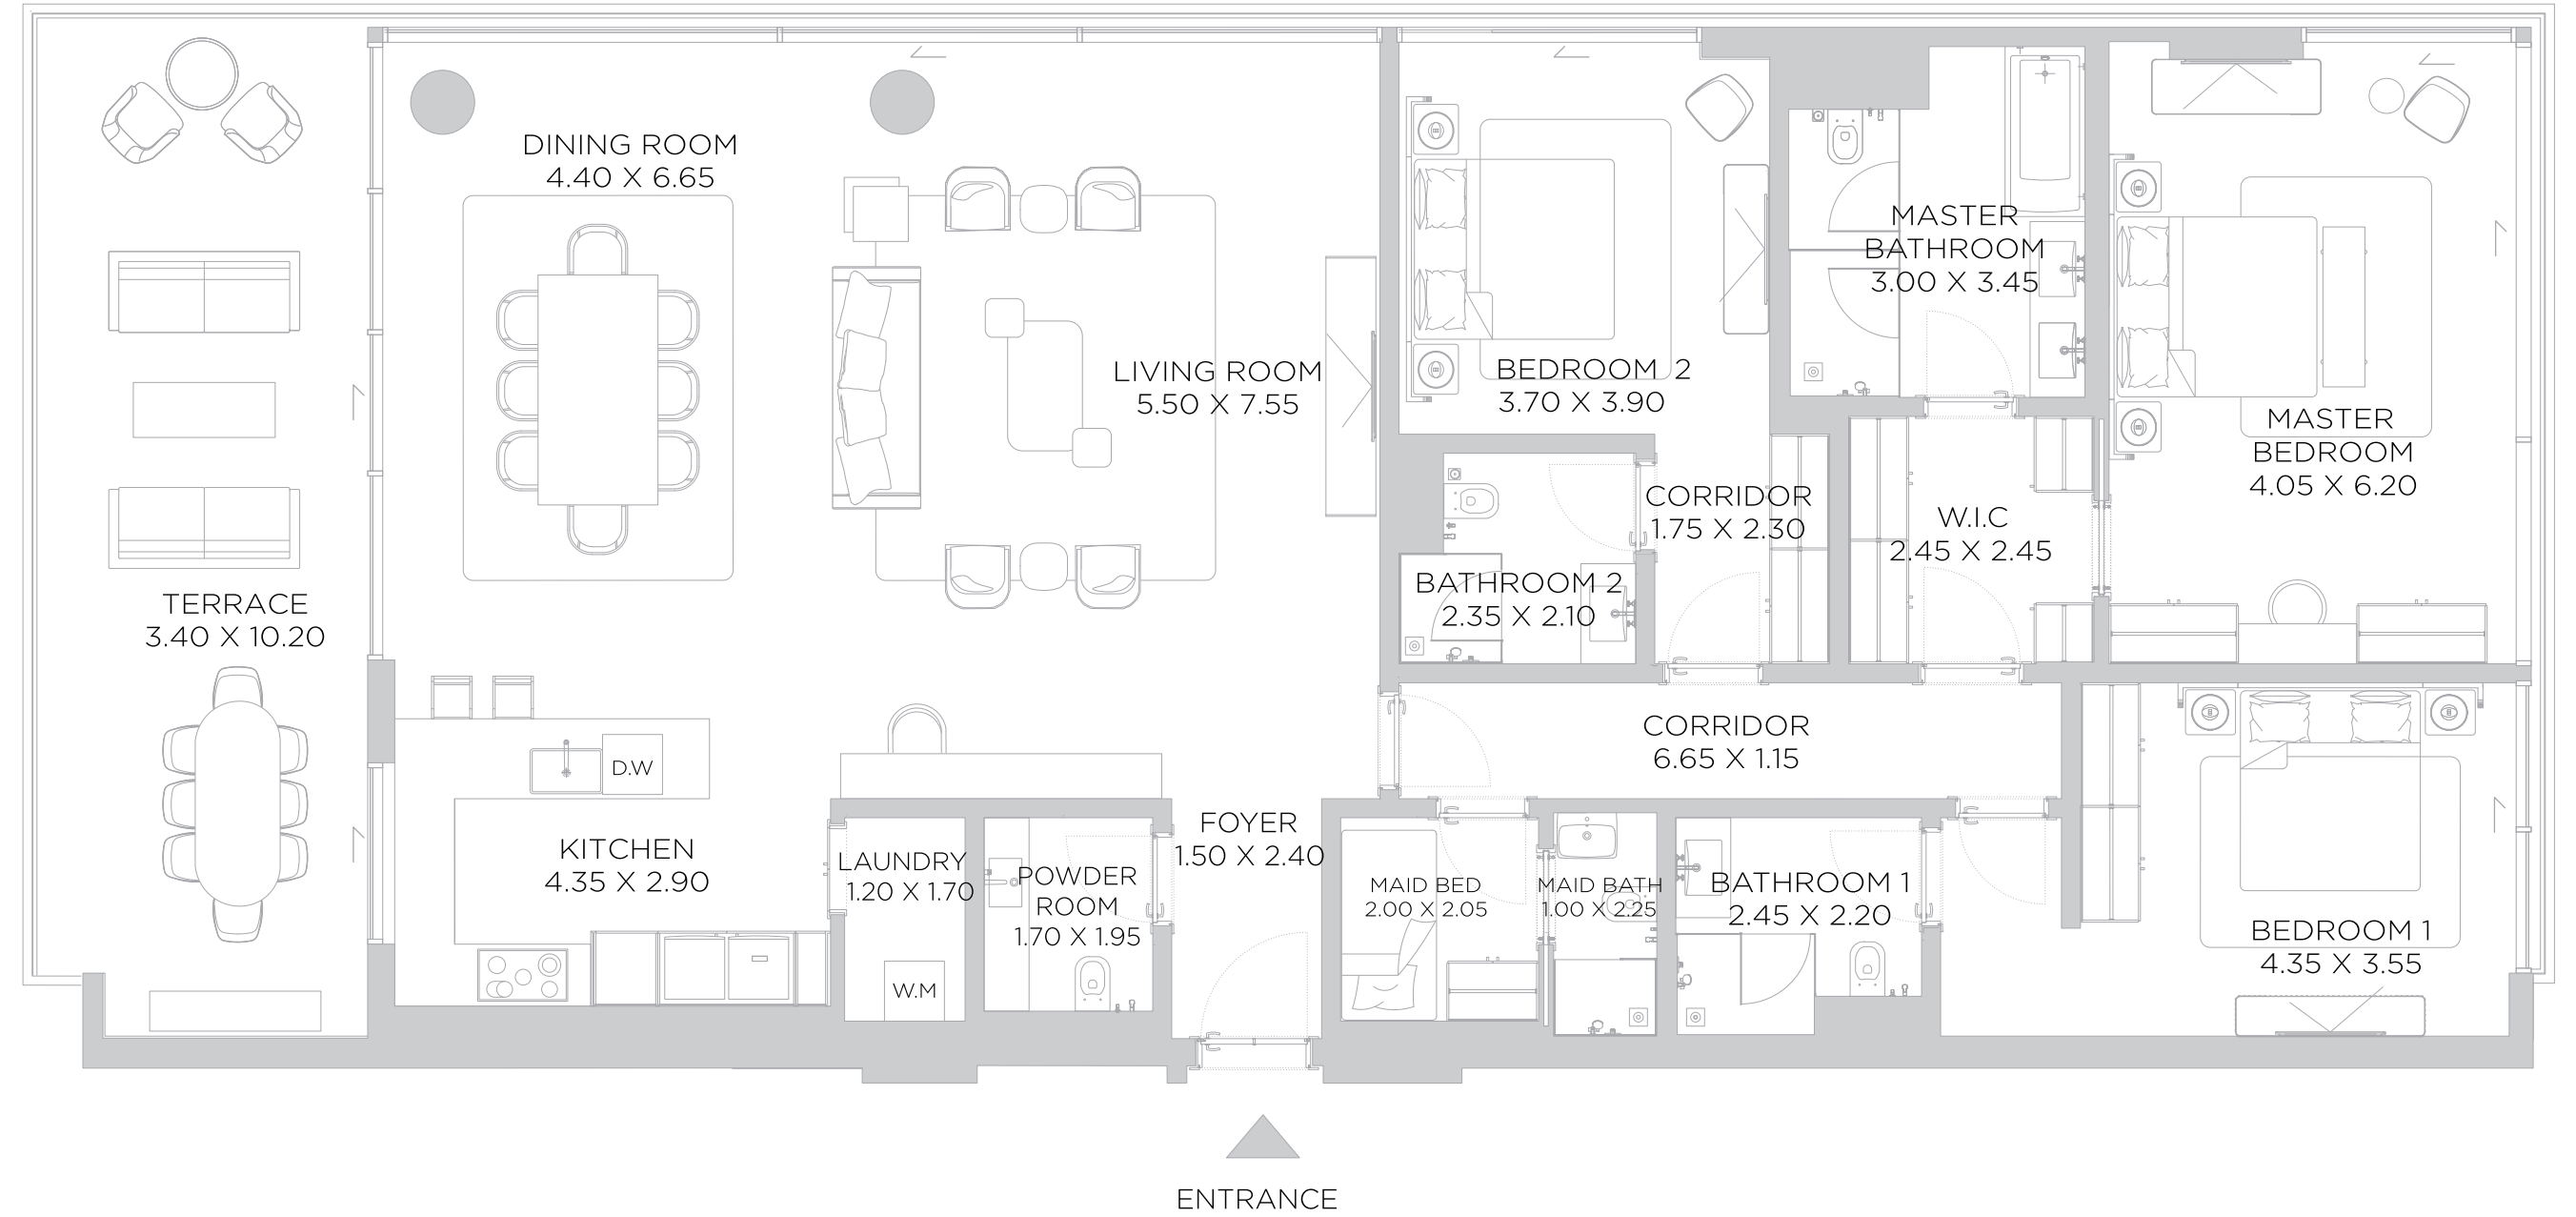 DINING ROOM
4.40 X 6.65
LIVING ROOM
5.50 X 7.55
BEDROOM 2
3.70 X 3.90
MASTER
BATHROOM
3.00 X 3.45
MASTER
BEDROOM
4.05 X 6.20
CORRIDOR
1.75 X 2.30
W.I.C
2.45 X 2.45
BATHROOM 2
2.35 X 2.10
TERRACE
3.40 X 10.20
CORRIDOR
6.65 X 1.15
D.W
KITCHEN
4.35 X 2.90
LAUNDRY
1.20 X 1.70
W.M
POWDER
ROOM
1.70 X 1.95
FOYER
1.50 X 2.40
MAID BED
2.00 X 2.05
MAID BATH
1.00 X 2.25
BATHROOM 1
2.45 X 2.20
BEDROOM 1
4.35 X 3.55
ENTRANCE